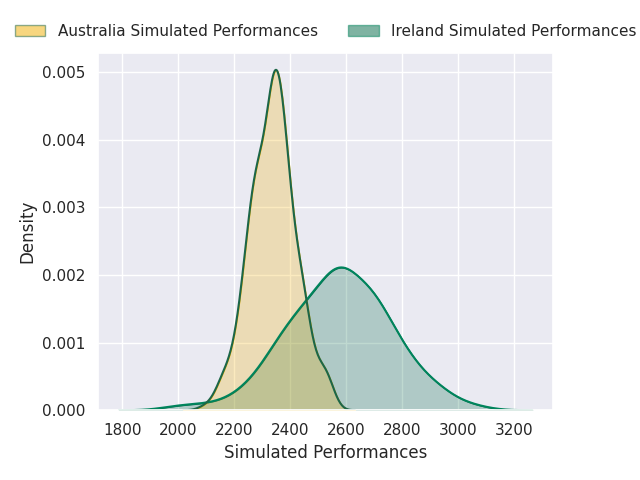 Australia Simulated Performances
Ireland Simulated Performances
0.005
0.004
0.003
0.002
0.001
0.000
Density
1800 2000 2200 2400 2600 2800 3000 3200
Simulated Performances